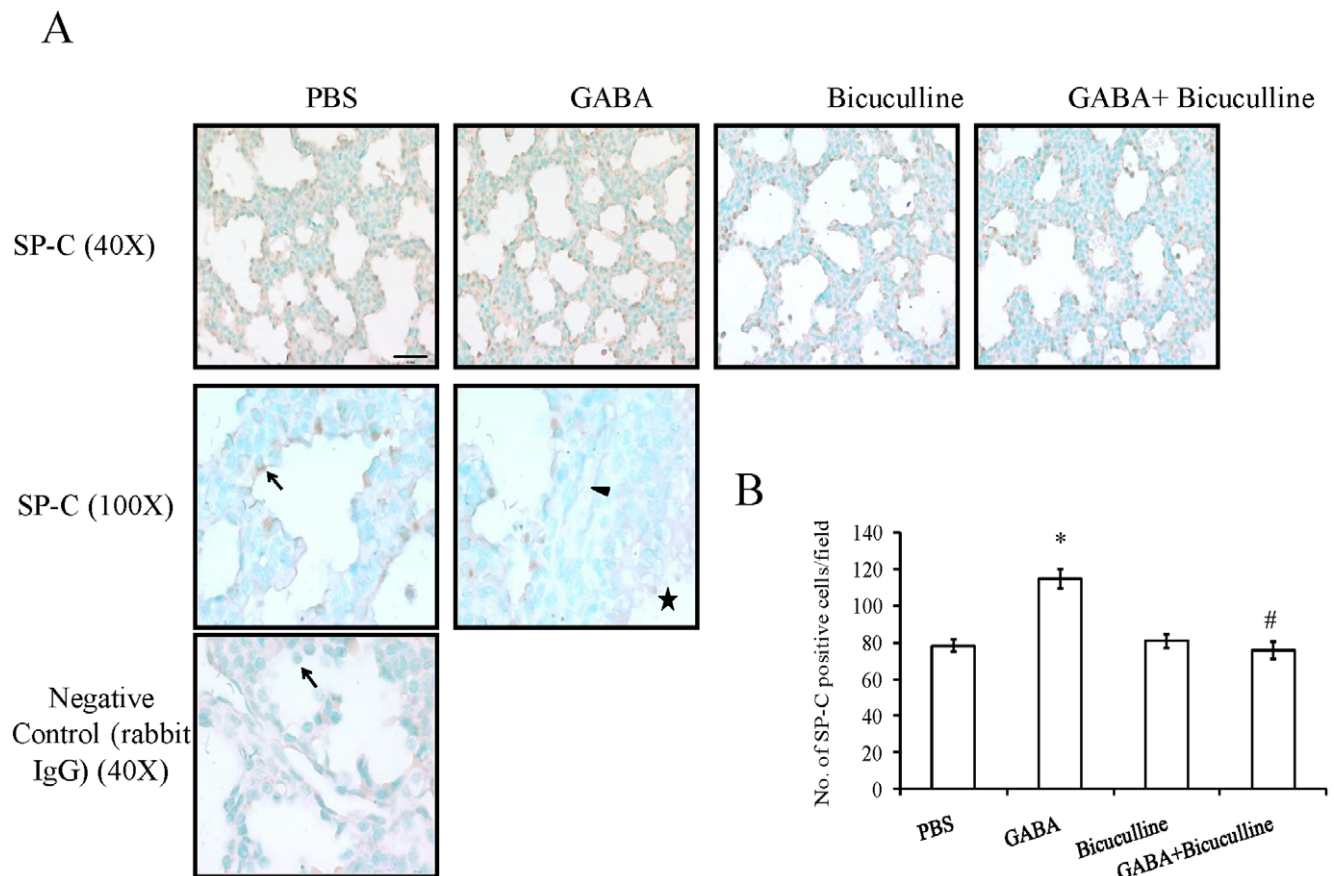 A
PBS
GABA
Bicuculline
GABA+ Bicuculline
SP-C (40X)
SP-C (100X)
Negative
Control (rabbit
IgG) (40X)
B
No. of SP-C positive cells/field
140
120
100
80
60
40
20
0
*
#
PBS
GABA
Bicuculline
GABA+Bicuculline